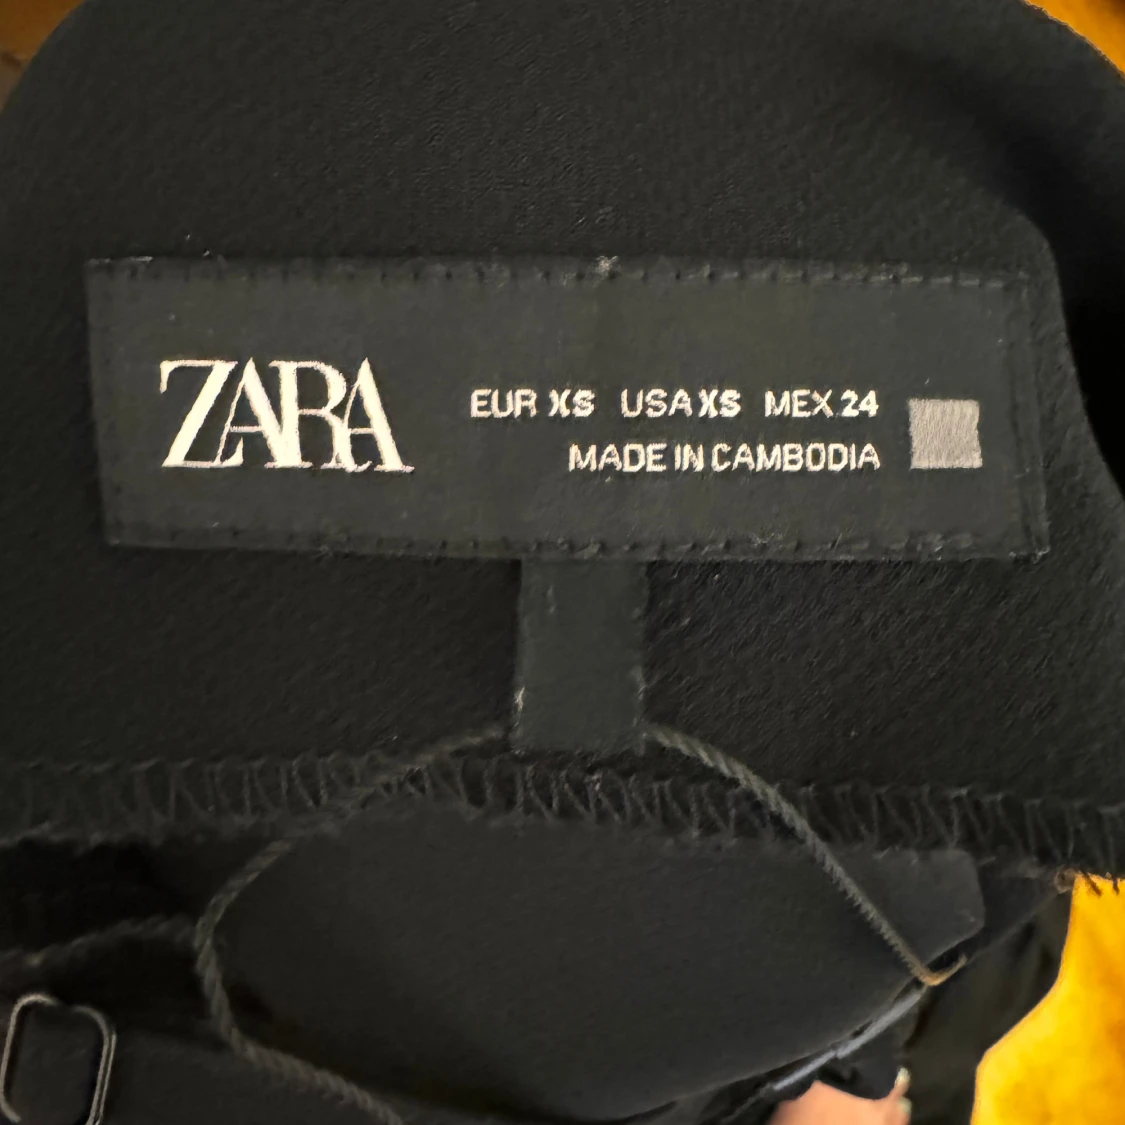 ZARA
EUR XS USA XS MEX 24
MADE IN CAMBODIA